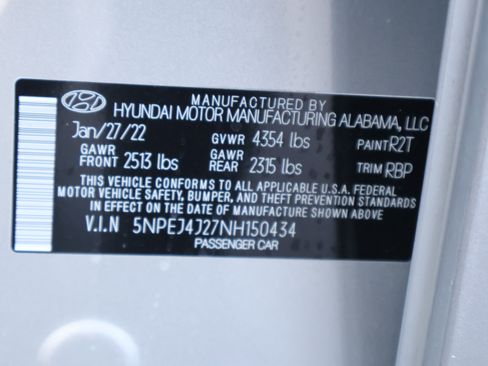 MANUFACTURED BY
HYUNDAI MOTOR MANUFACTURING ALABAMA, LLC
Jan/27/22 GVWR 4354 lbs PAINT R2T
GAWR FRONT 2513 lbs GAWR REAR 2315 lbs TRIM RBP
THIS VEHICLE CONFORMS TO ALL APPLICABLE U.S.A. FEDERAL
MOTOR VEHICLE SAFETY, BUMPER, AND THEFT PREVENTION STANDARDS
IN EFFECT ON THE DATE OF MANUFACTURE SHOWN ABOVE
V.I.N 5NPEJ4J27NH150434
PASSENGER CAR